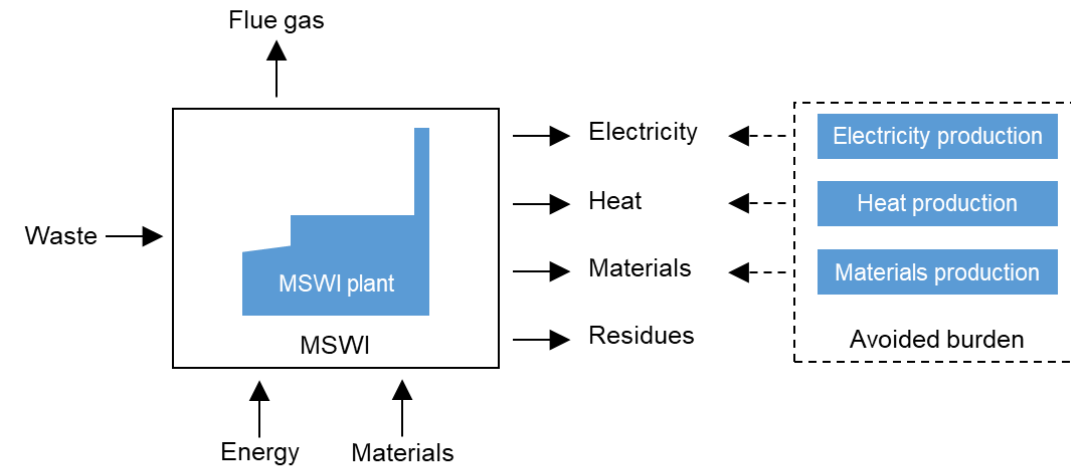 Flue gas
Electricity
Electricity production
Heat
Heat production
Waste
Materials
Materials production
MSWI plant
MSWI
Residues
Avoided burden
Energy
Materials